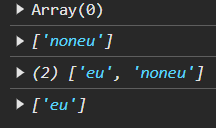 ▶ Array(0)
▶ ['noneu']
▶ (2) ['eu', 'noneu']
▶ ['eu']